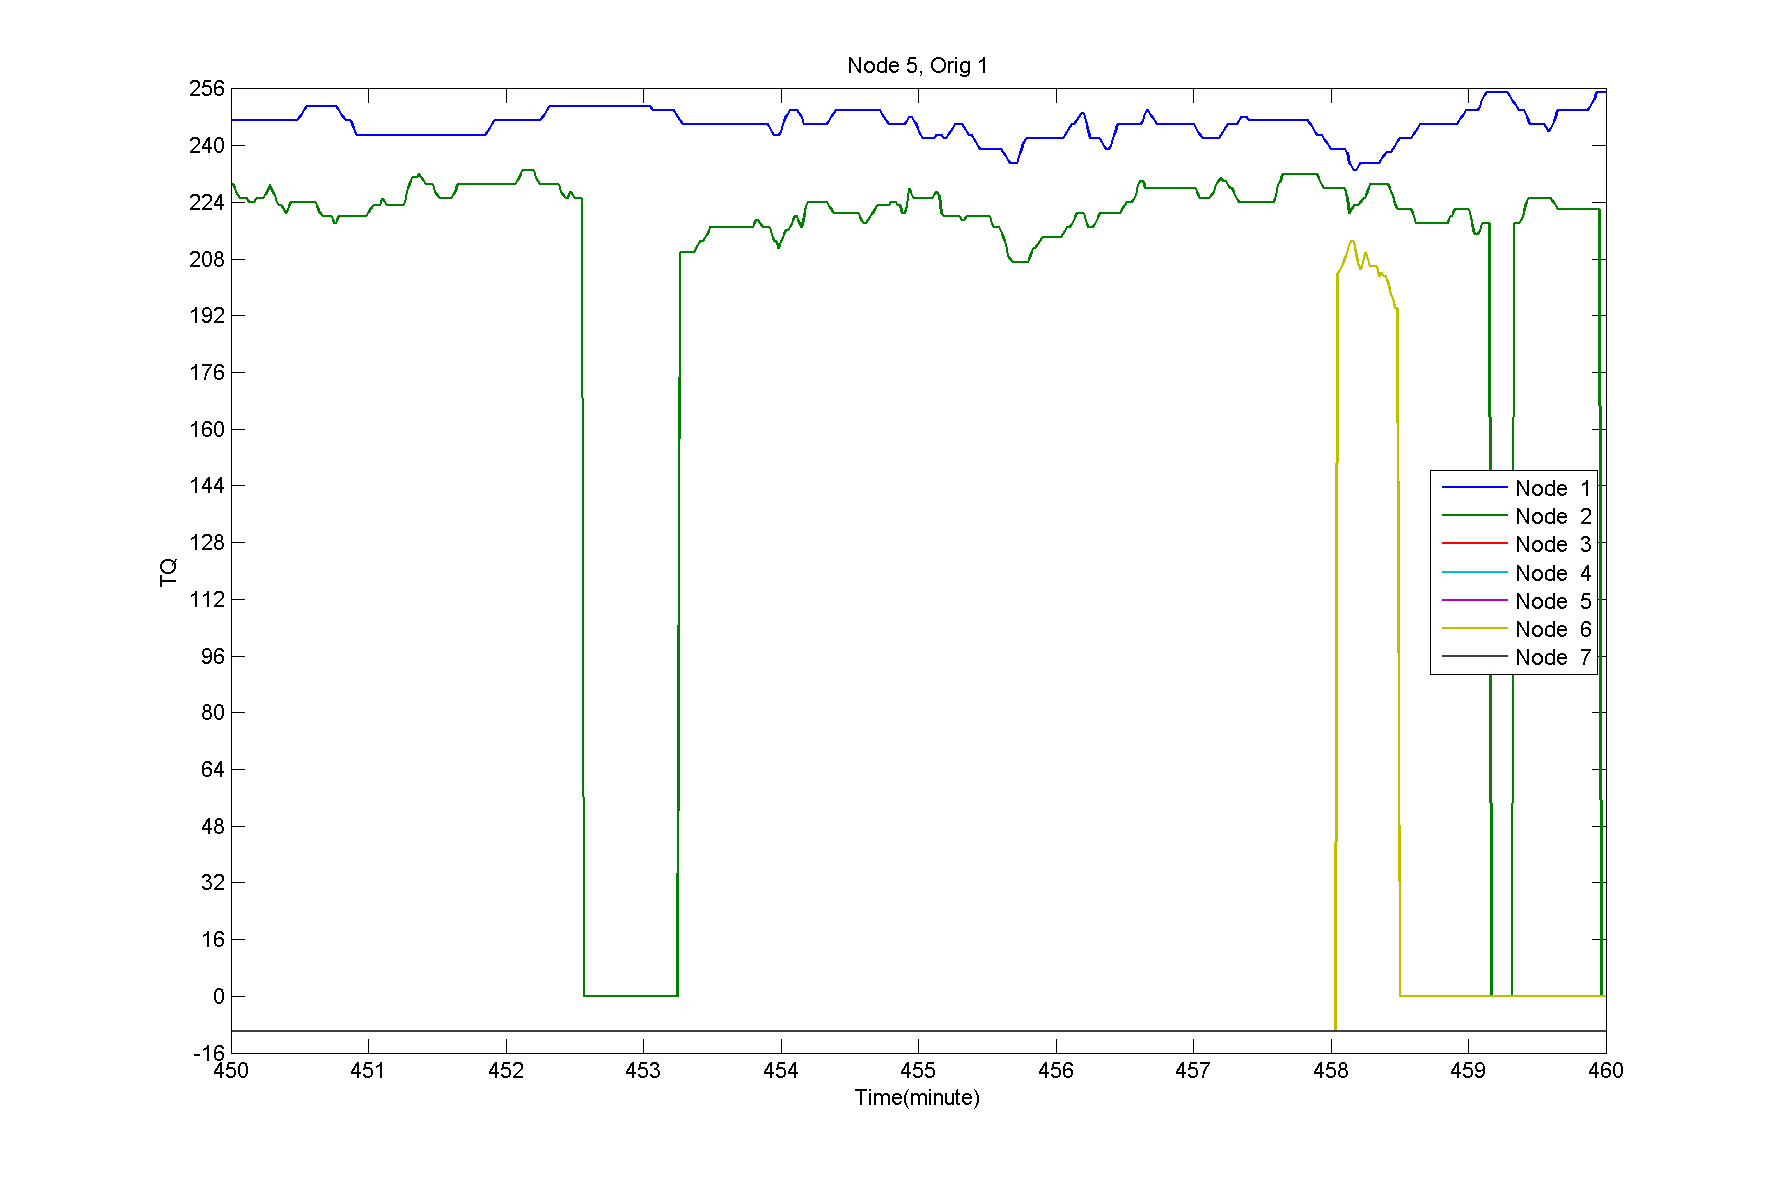 Node 5, Orig 1
256
240
224
208
192
176
160
144
128
112
96
80
64
48
32
16
0
-16
TQ
Node 1
Node 2
Node 3
Node 4
Node 5
Node 6
Node 7
450 451 452 453 454 455 456 457 458 459 460
Time(minute)